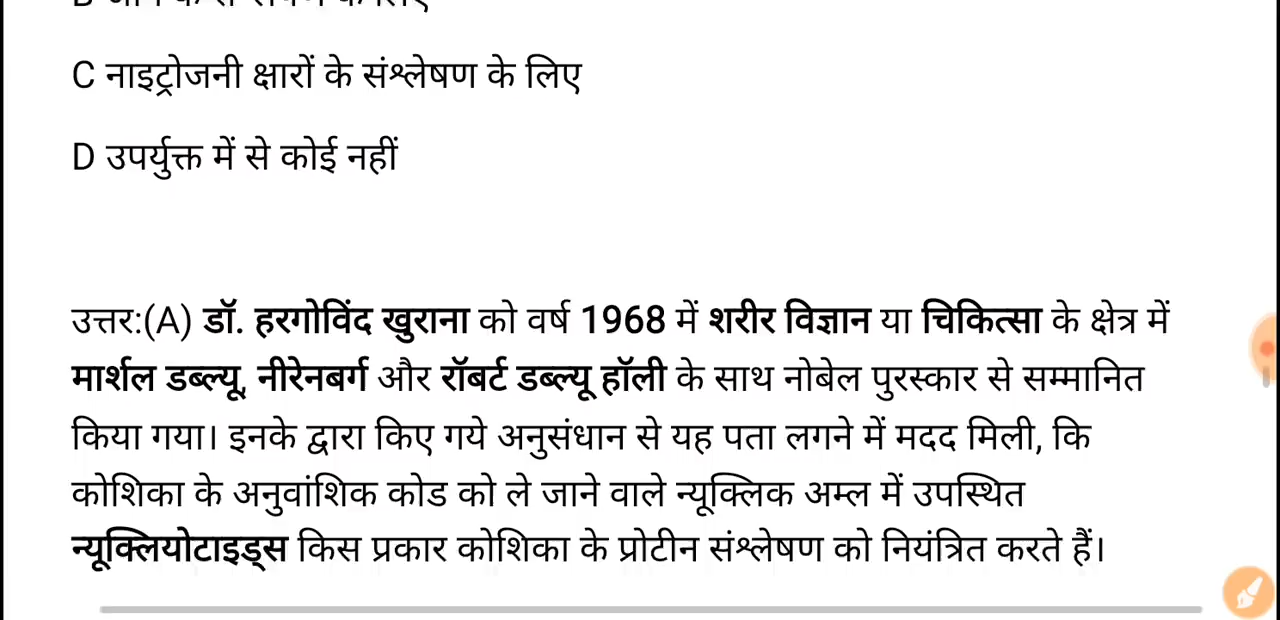 C नाइट्रोजनी क्षारों के संश्लेषण के लिए
D उपर्युक्त में से कोई नहीं
उत्तर:(A) डॉ. हरगोविंद खुराना को वर्ष 1968 में शरीर विज्ञान या चिकित्सा के क्षेत्र में
मार्शल डब्ल्यू, नीरेनबर्ग और रॉबर्ट डब्ल्यू हॉली के साथ नोबेल पुरस्कार से सम्मानित
किया गया। इनके द्वारा किए गये अनुसंधान से यह पता लगने में मदद मिली, कि
कोशिका के अनुवांशिक कोड को ले जाने वाले न्यूक्लिक अम्ल में उपस्थित
न्यूक्लियोटाइड्स किस प्रकार कोशिका के प्रोटीन संश्लेषण को नियंत्रित करते हैं।